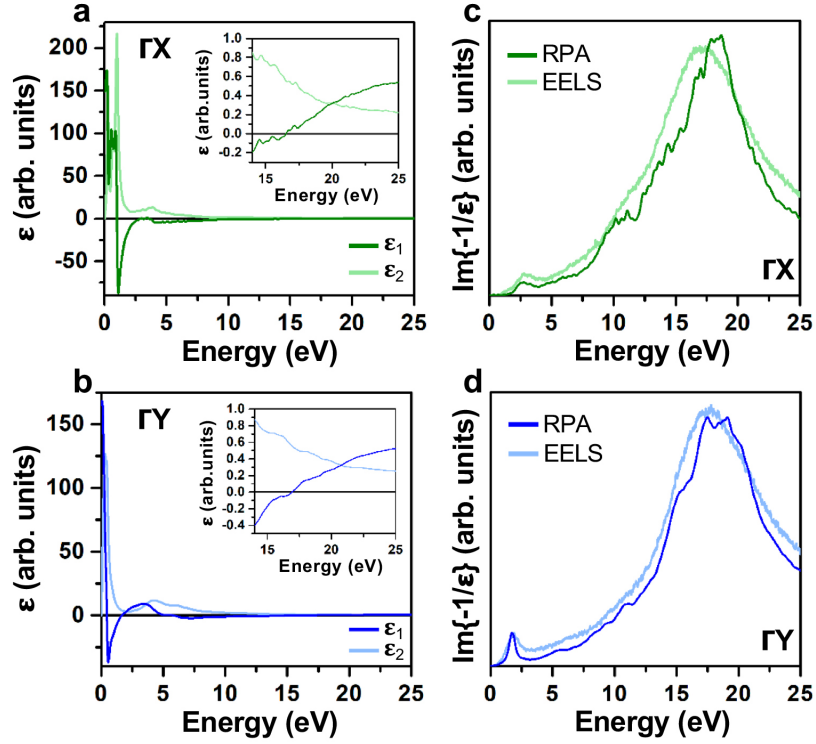 a
ΓX
ε (arb. units)
200
150
100
50
0
-50
0 5 10 15 20 25
Energy (eV)
ε₁
ε₂
ε (arb.units)
1.0
0.8
0.6
0.4
0.2
0.0
-0.2
15 20 25
Energy (eV)
c
RPA
EELS
Im{-1/ε} (arb. units)
ΓX
0 5 10 15 20 25
Energy (eV)
b
ΓY
ε (arb. units)
150
100
50
0
0 5 10 15 20 25
Energy (eV)
ε₁
ε₂
ε (arb.units)
1.0
0.8
0.6
0.4
0.2
0.0
-0.2
-0.4
15 20 25
Energy (eV)
d
RPA
EELS
Im{-1/ε} (arb. units)
ΓY
0 5 10 15 20 25
Energy (eV)